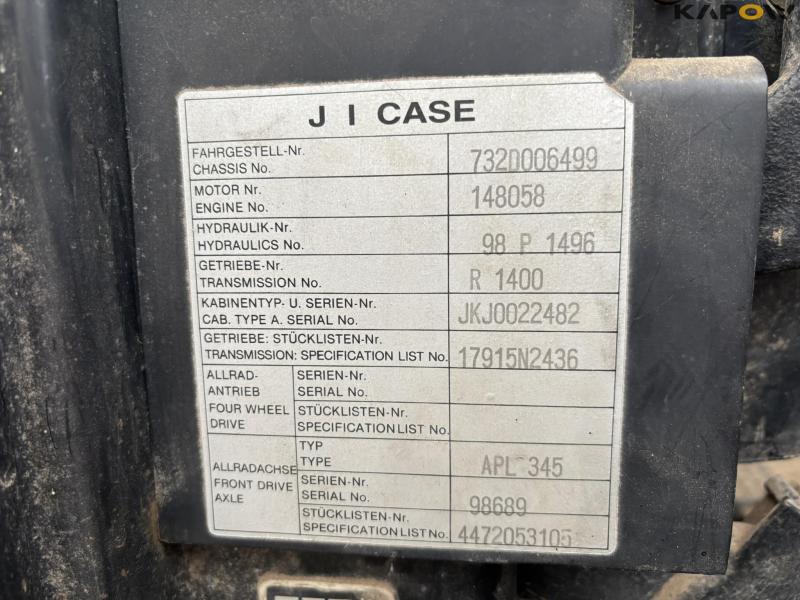 KAPOW
J I CASE
FAHRGESTELL-Nr.
CHASSIS No. 732D006499
MOTOR Nr.
ENGINE No. 148058
HYDRAULIK-Nr.
HYDRAULICS No. 98 P 1496
GETRIEBE-Nr.
TRANSMISSION No. R 1400
KABINENTYP- U. SERIEN-Nr.
CAB. TYPE A. SERIAL No. JKJ0022482
GETRIEBE: STÜCKLISTEN-Nr.
TRANSMISSION: SPECIFICATION LIST No. 17915N2436
ALLRAD-
ANTRIEB
FOUR WHEEL
DRIVE
SERIEN-Nr.
SERIAL No.
STÜCKLISTEN-Nr.
SPECIFICATION LIST No.
ALLRADACHSE
FRONT DRIVE
AXLE
TYP
TYPE APL 345
SERIEN-Nr.
SERIAL No. 98689
STÜCKLISTEN-Nr.
SPECIFICATION LIST No. 4472053105